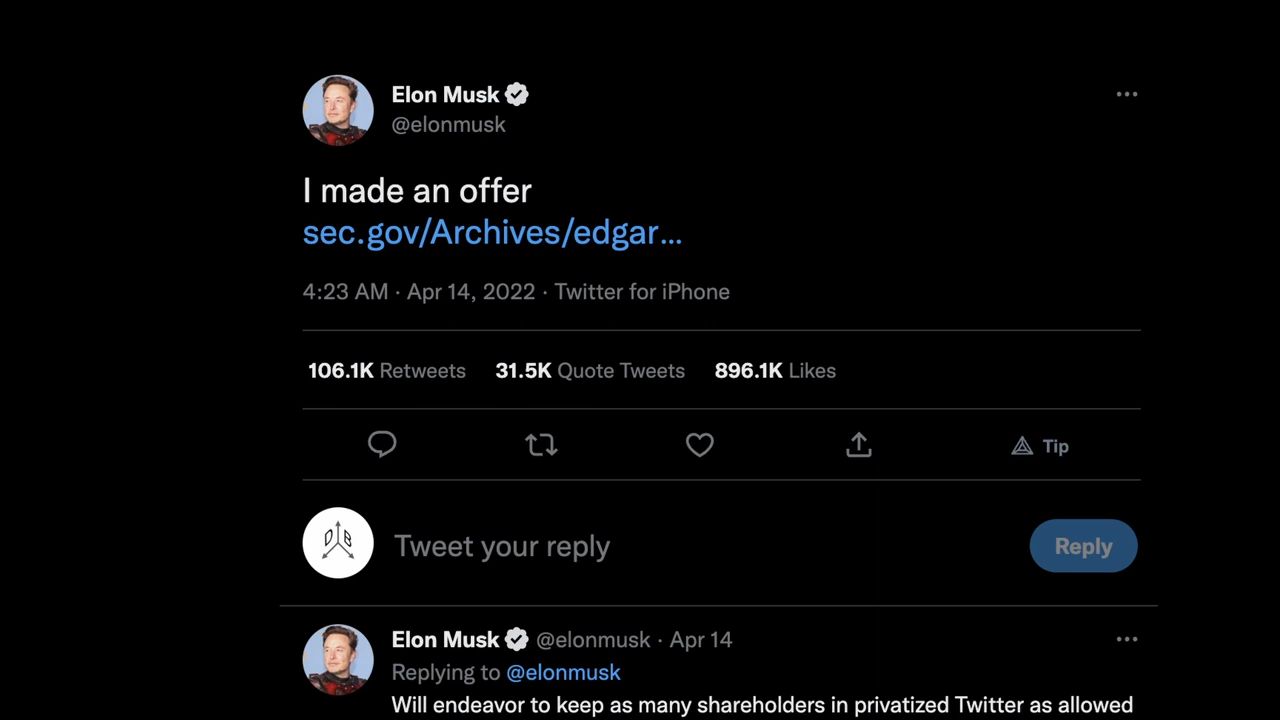 Elon Musk
@elonmusk
I made an offer
sec.gov/Archives/edgar...
4:23 AM · Apr 14, 2022 · Twitter for iPhone
106.1K Retweets 31.5K Quote Tweets 896.1K Likes
Tip
D B
Tweet your reply
Reply
Elon Musk @elonmusk · Apr 14
Replying to @elonmusk
Will endeavor to keep as many shareholders in privatized Twitter as allowed